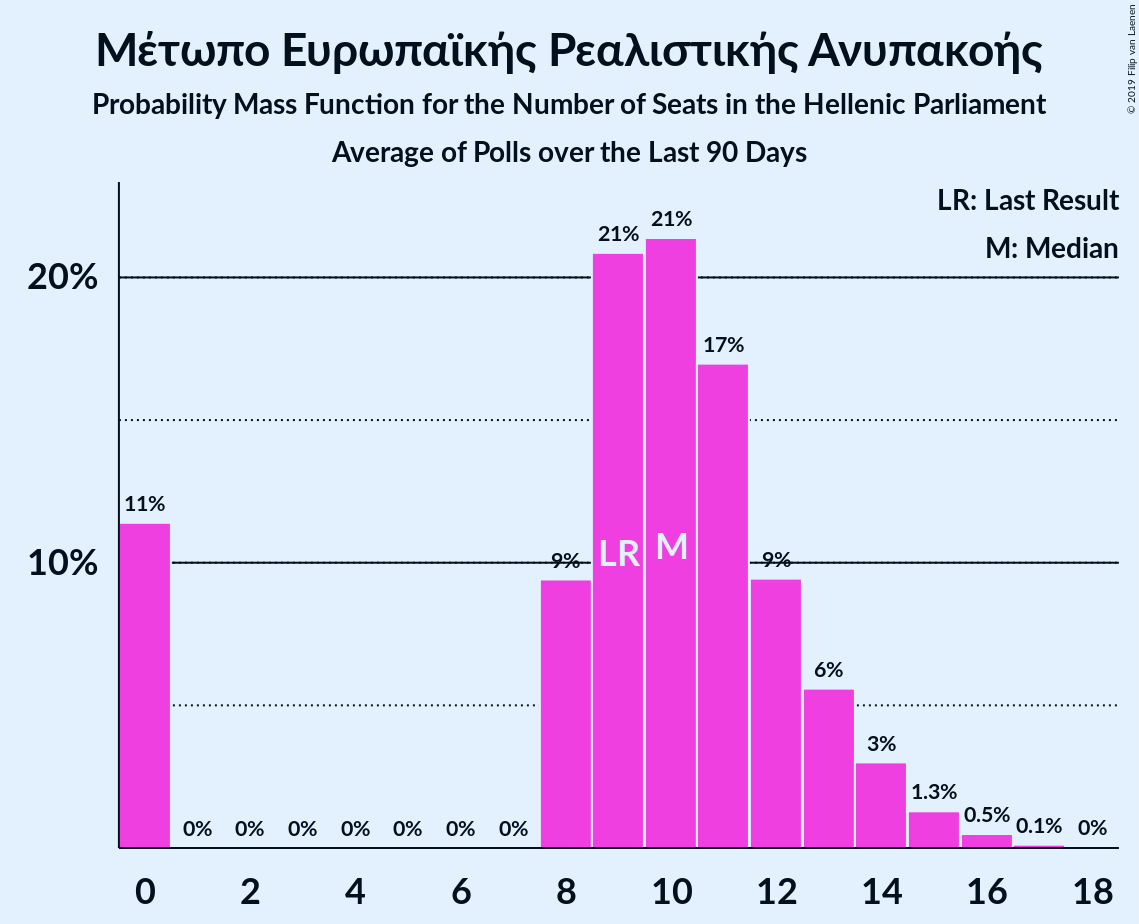 Μέτωπο Ευρωπαϊκής Ρεαλιστικής Ανυπακοής
Probability Mass Function for the Number of Seats in the Hellenic Parliament
Average of Polls over the Last 90 Days
© 2019 Filip van Laenen
LR: Last Result
M: Median
20%
10%
11%
0%
0%
0%
0%
0%
0%
0%
9%
21%
21%
17%
9%
6%
3%
1.3%
0.5%
0.1%
0%
LR
M
0 2 4 6 8 10 12 14 16 18